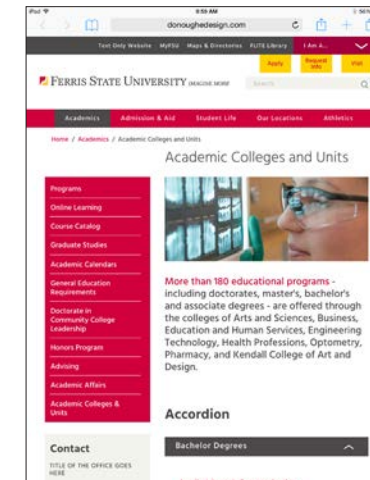 iPad
8:59 AM
56%
donoughedesign.com
Text Only Website MyFSU Maps & Directories FLITE Library I Am A...
Apply Request Info Visit
FERRIS STATE UNIVERSITY IMAGINE MORE
Search
Academics Admission & Aid Student Life Our Locations Athletics
Home / Academics / Academic Colleges and Units
Academic Colleges and Units
Programs
Online Learning
Course Catalog
Graduate Studies
Academic Calendars
General Education
Requirements
Doctorate in
Community College
Leadership
Honors Program
Advising
Academic Affairs
Academic Colleges &
Units
More than 180 educational programs -
including doctorates, master's, bachelor's
and associate degrees - are offered through
the colleges of Arts and Sciences, Business,
Education and Human Services, Engineering
Technology, Health Professions, Optometry,
Pharmacy, and Kendall College of Art and
Design.
Accordion
Bachelor Degrees
Contact
TITLE OF THE OFFICE GOES
HERE